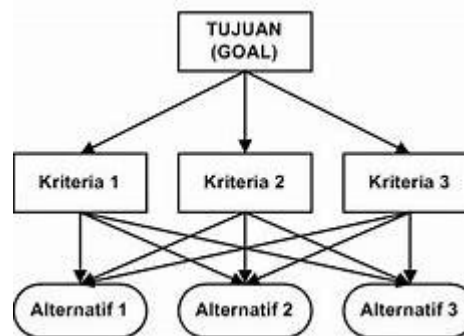 TUJUAN
(GOAL)
Kriteria 1
Kriteria 2
Kriteria 3
Alternatif 1
Alternatif 2
Alternatif 3